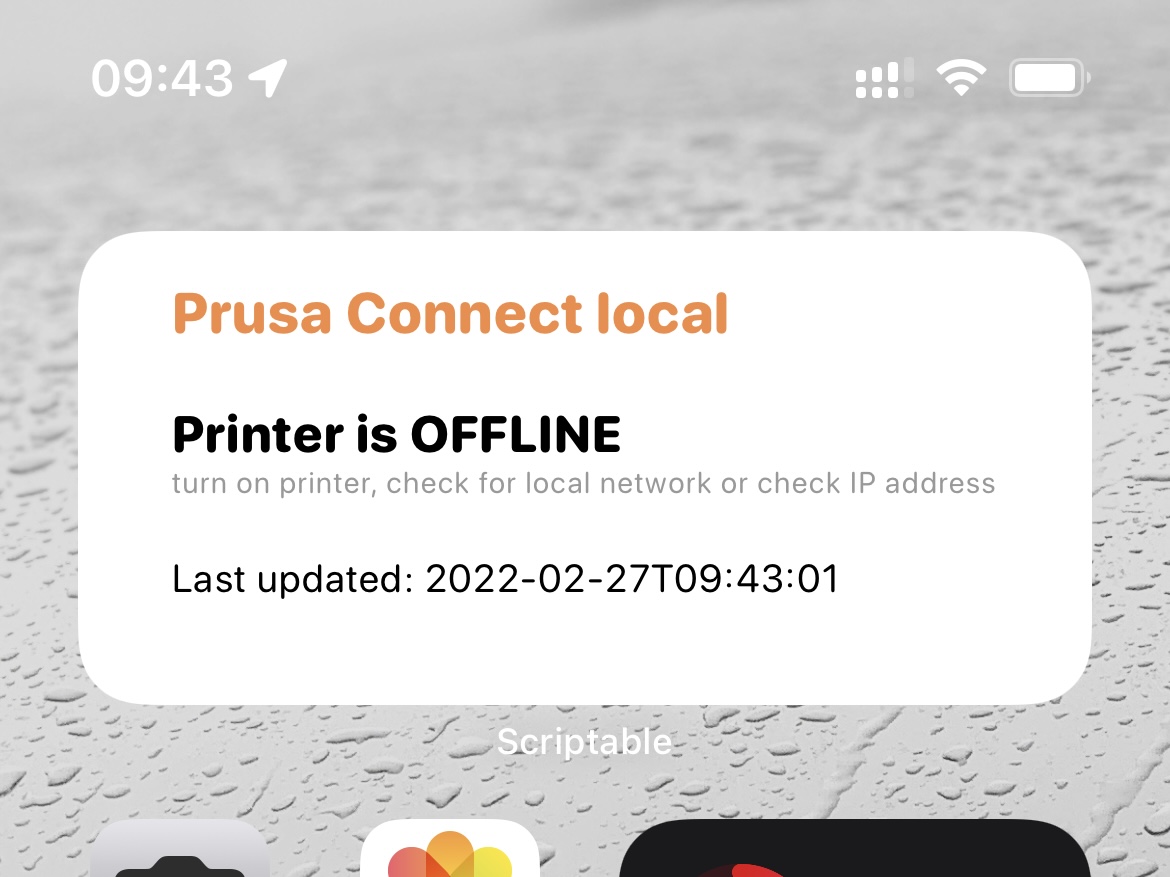 09:43
Prusa Connect local
Printer is OFFLINE
turn on printer, check for local network or check IP address
Last updated: 2022-02-27T09:43:01
Scriptable